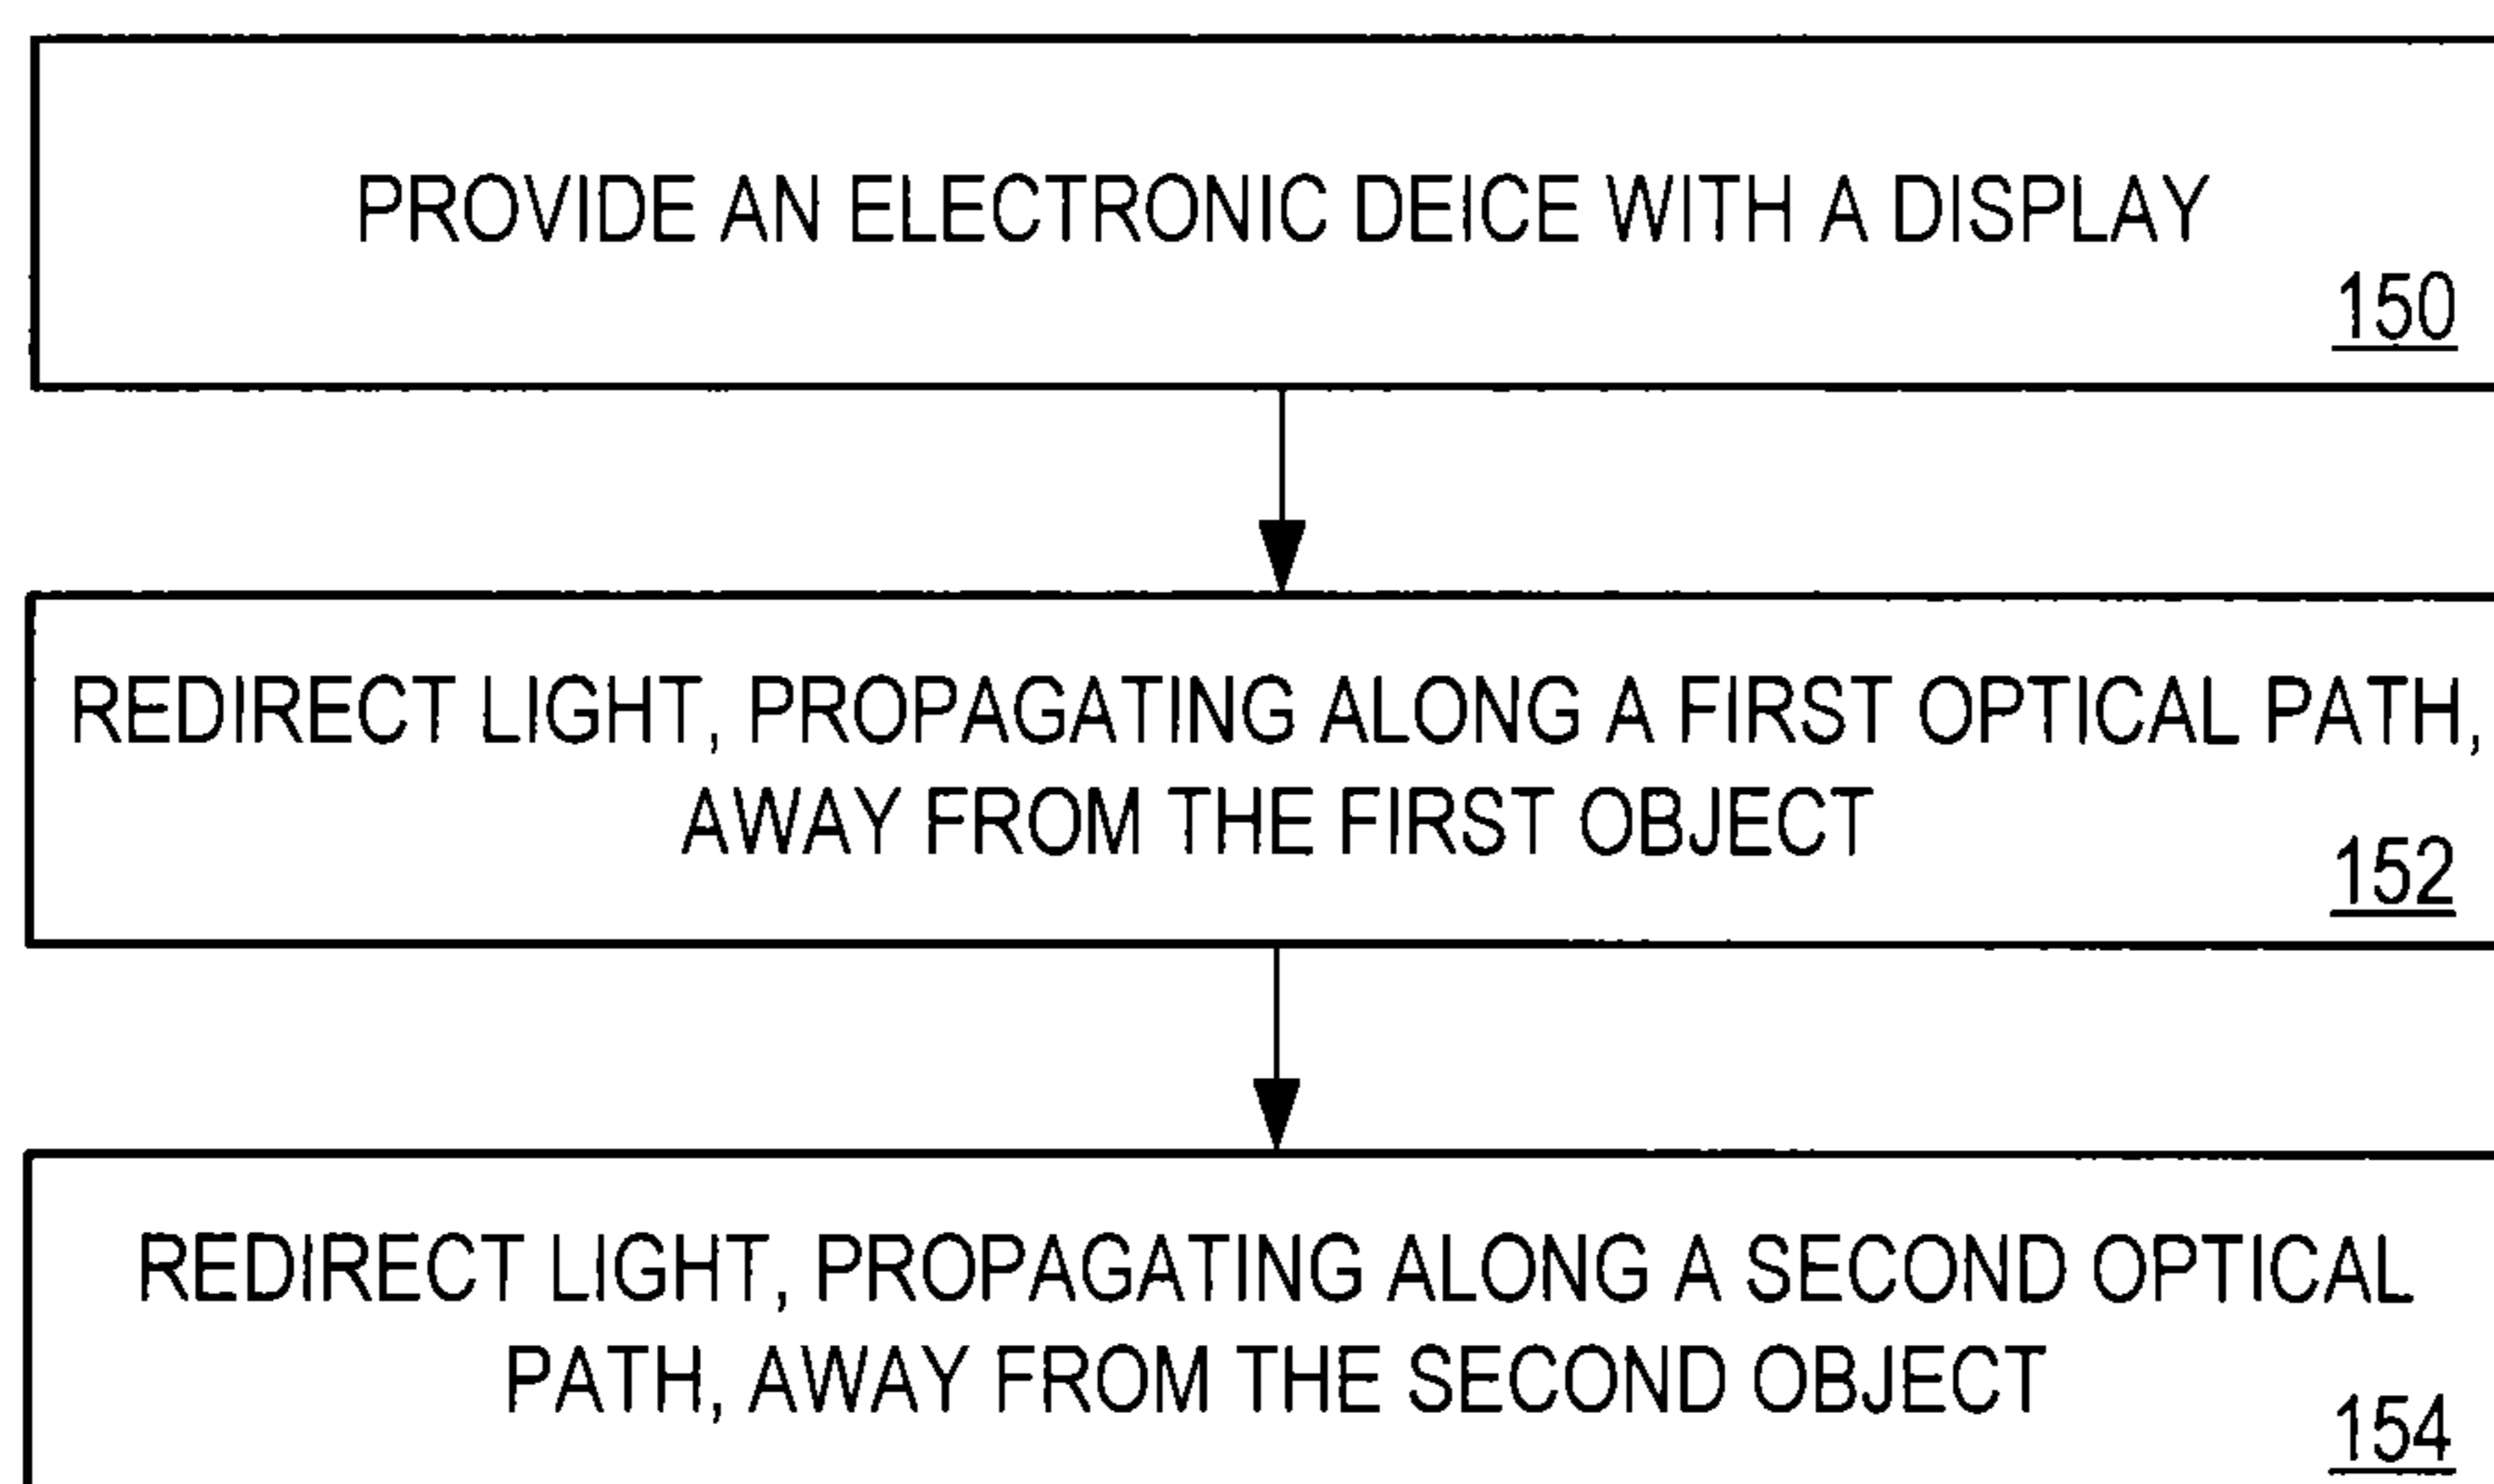 PROVIDE AN ELECTRONIC DEICE WITH A DISPLAY
150
REDIRECT LIGHT, PROPAGATING ALONG A FIRST OPTICAL PATH,
AWAY FROM THE FIRST OBJECT
152
REDIRECT LIGHT, PROPAGATING ALONG A SECOND OPTICAL
PATH, AWAY FROM THE SECOND OBJECT
154